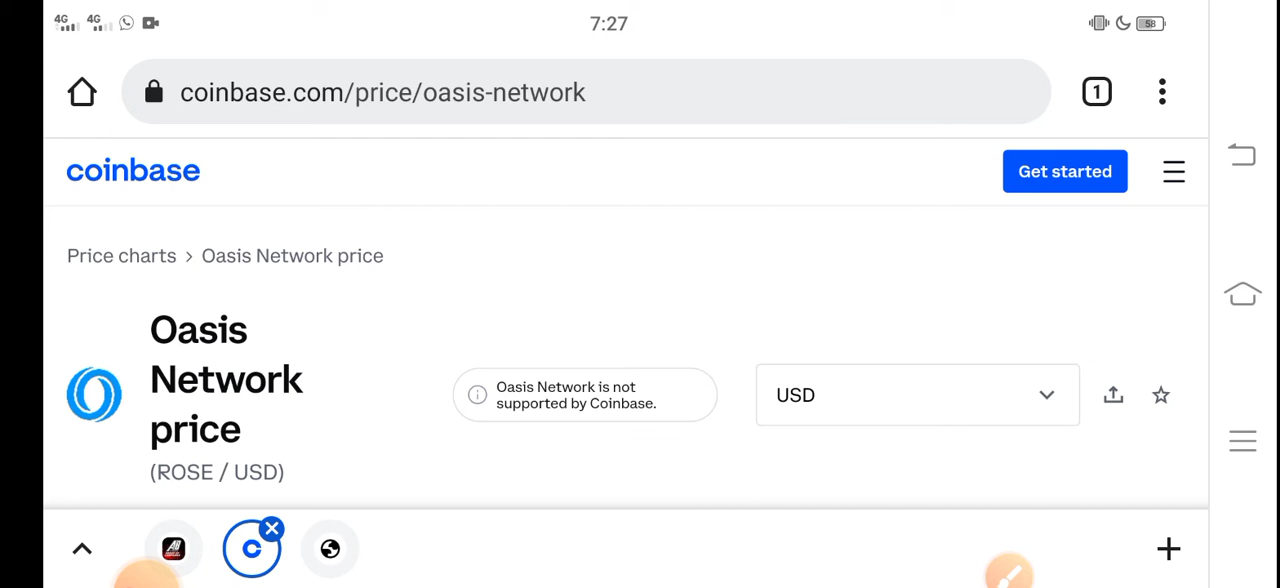 4G 4G 7:27 58
coinbase.com/price/oasis-network 1
coinbase Get started
Price charts > Oasis Network price
Oasis
Network
price
(ROSE / USD)
Oasis Network is not
supported by Coinbase.
USD